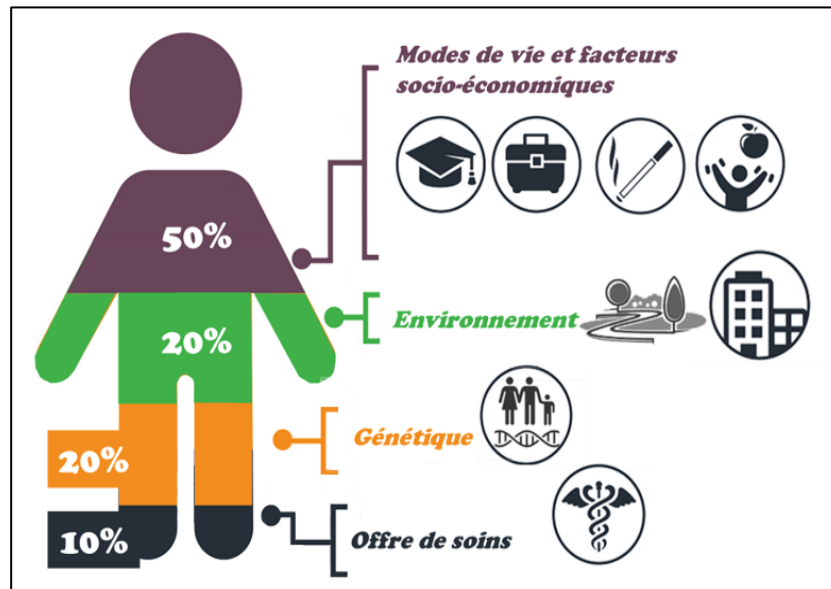 Modes de vie et facteurs
socio-économiques
50%
Environnement
20%
Génétique
20%
Offre de soins
10%